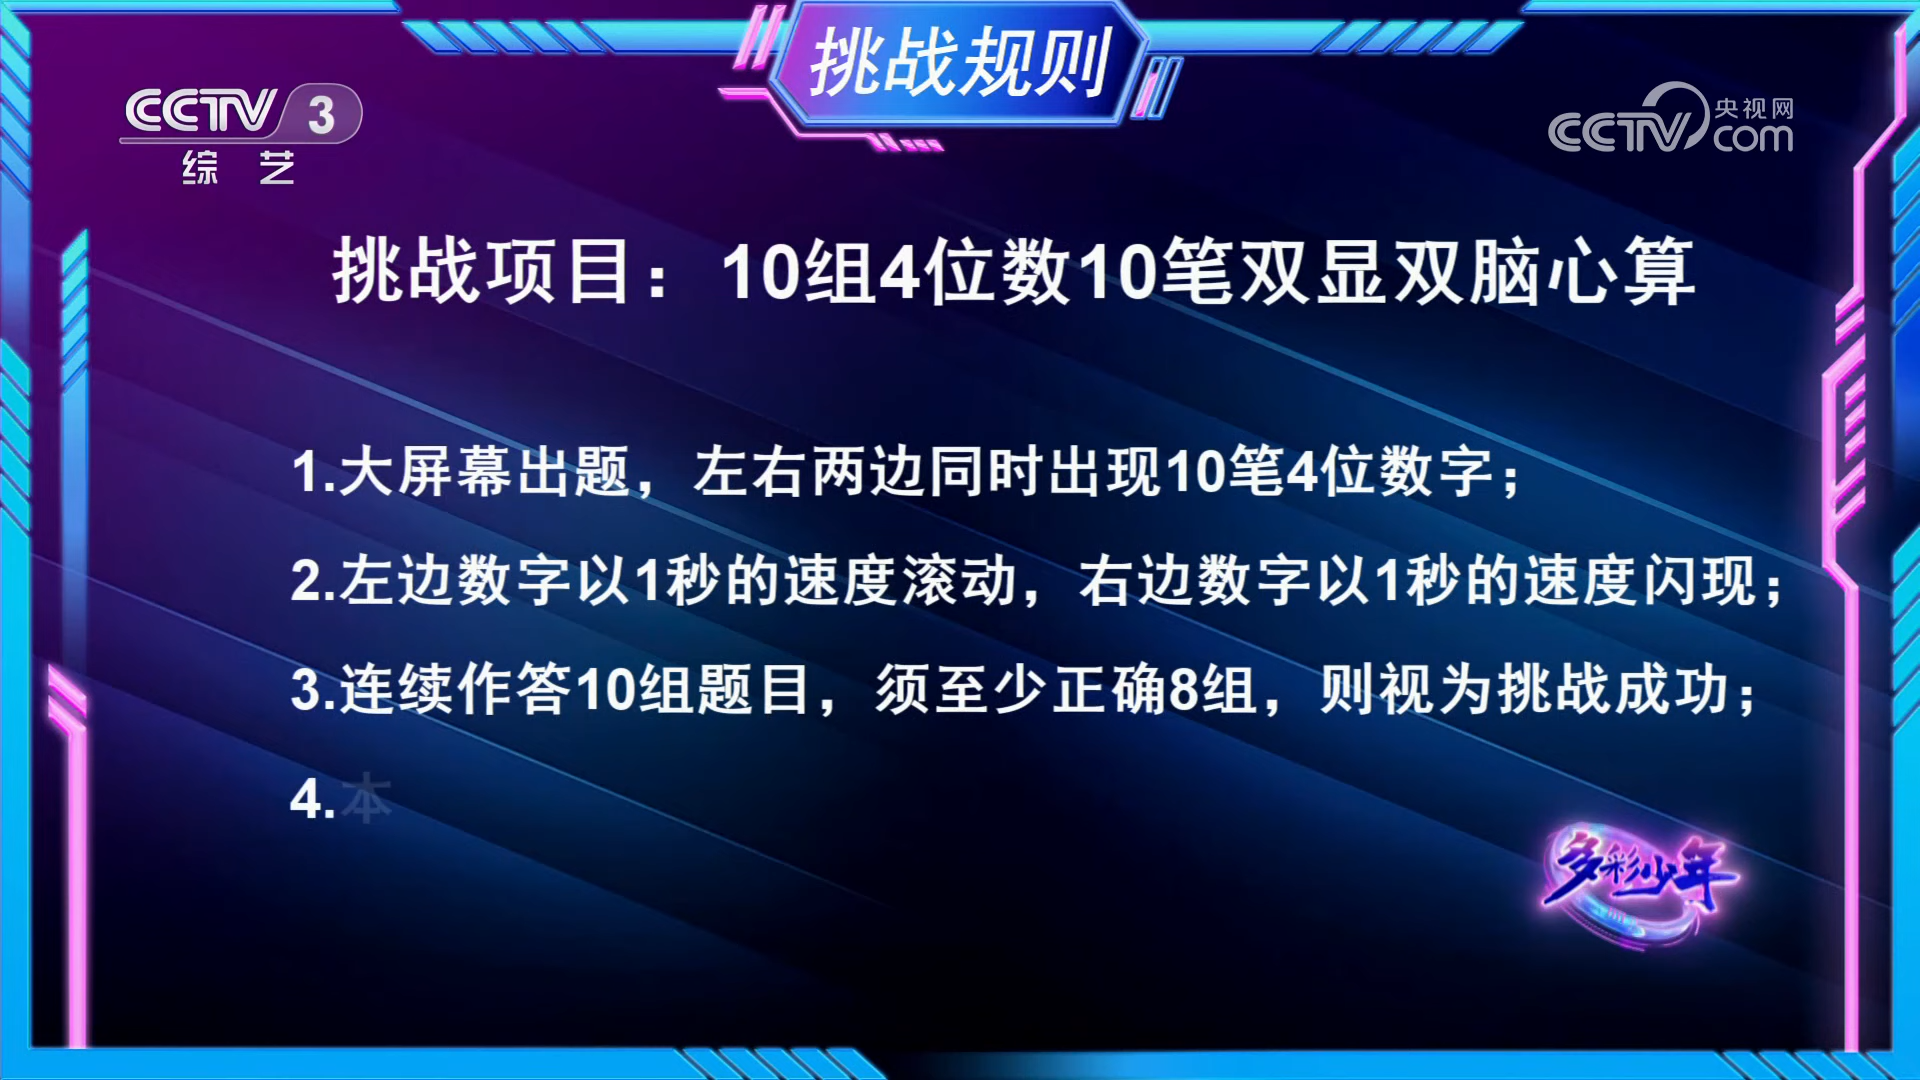 挑战规则
CCTV 3
综艺
央视网
CCTV.com
挑战项目：10组4位数10笔双显双脑心算
1.大屏幕出题，左右两边同时出现10笔4位数字；
2.左边数字以1秒的速度滚动，右边数字以1秒的速度闪现；
3.连续作答10组题目，须至少正确8组，则视为挑战成功；
4.本
多彩少年